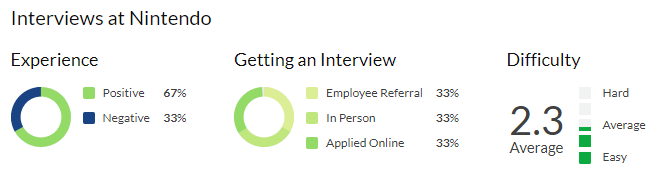 Interviews at Nintendo
Experience
Positive 67%
Negative 33%
Getting an Interview
Employee Referral 33%
In Person 33%
Applied Online 33%
Difficulty
2.3
Average
Hard
Average
Easy